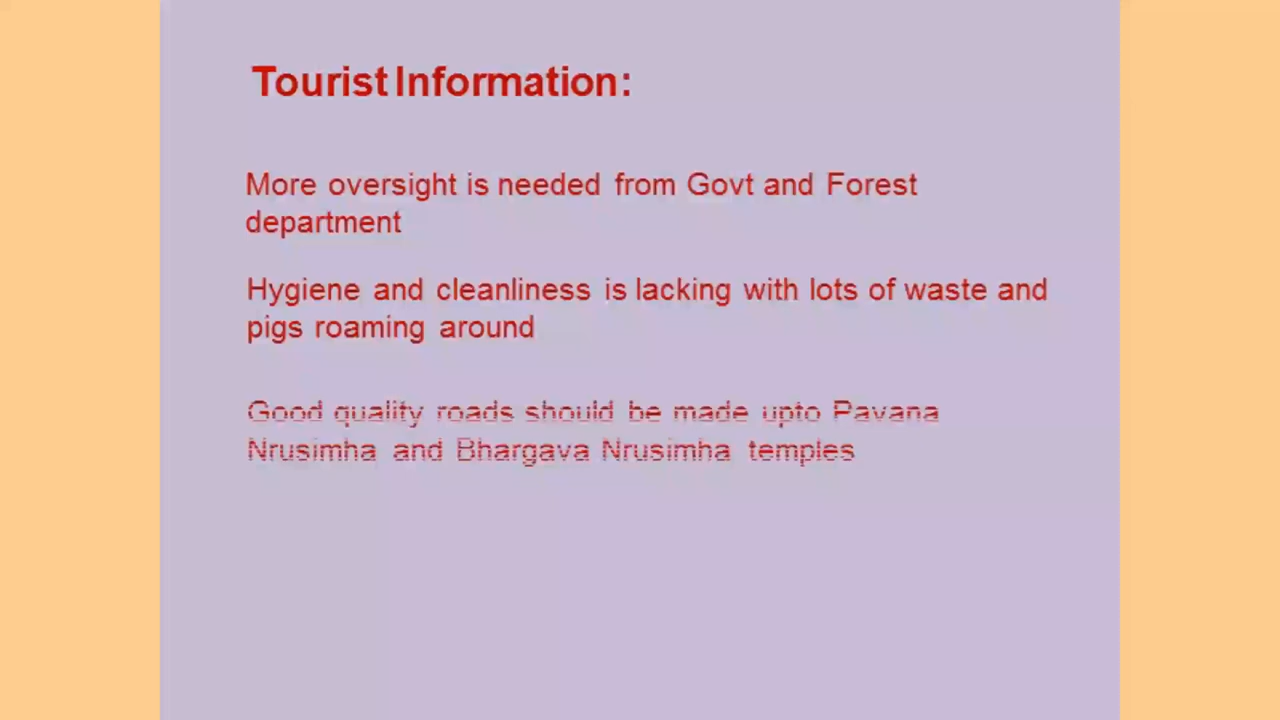 Tourist Information:
More oversight is needed from Govt and Forest
department
Hygiene and cleanliness is lacking with lots of waste and
pigs roaming around
Good quality roads should be made upto Pavana
Nrusimha and Bhargava Nrusimha temples